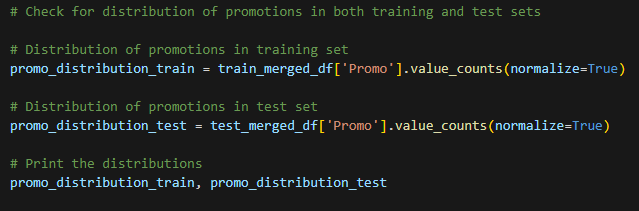 # Check for distribution of promotions in both training and test sets
# Distribution of promotions in training set
promo_distribution_train = train_merged_df['Promo'].value_counts(normalize=True)
# Distribution of promotions in test set
promo_distribution_test = test_merged_df['Promo'].value_counts(normalize=True)
# Print the distributions
promo_distribution_train, promo_distribution_test